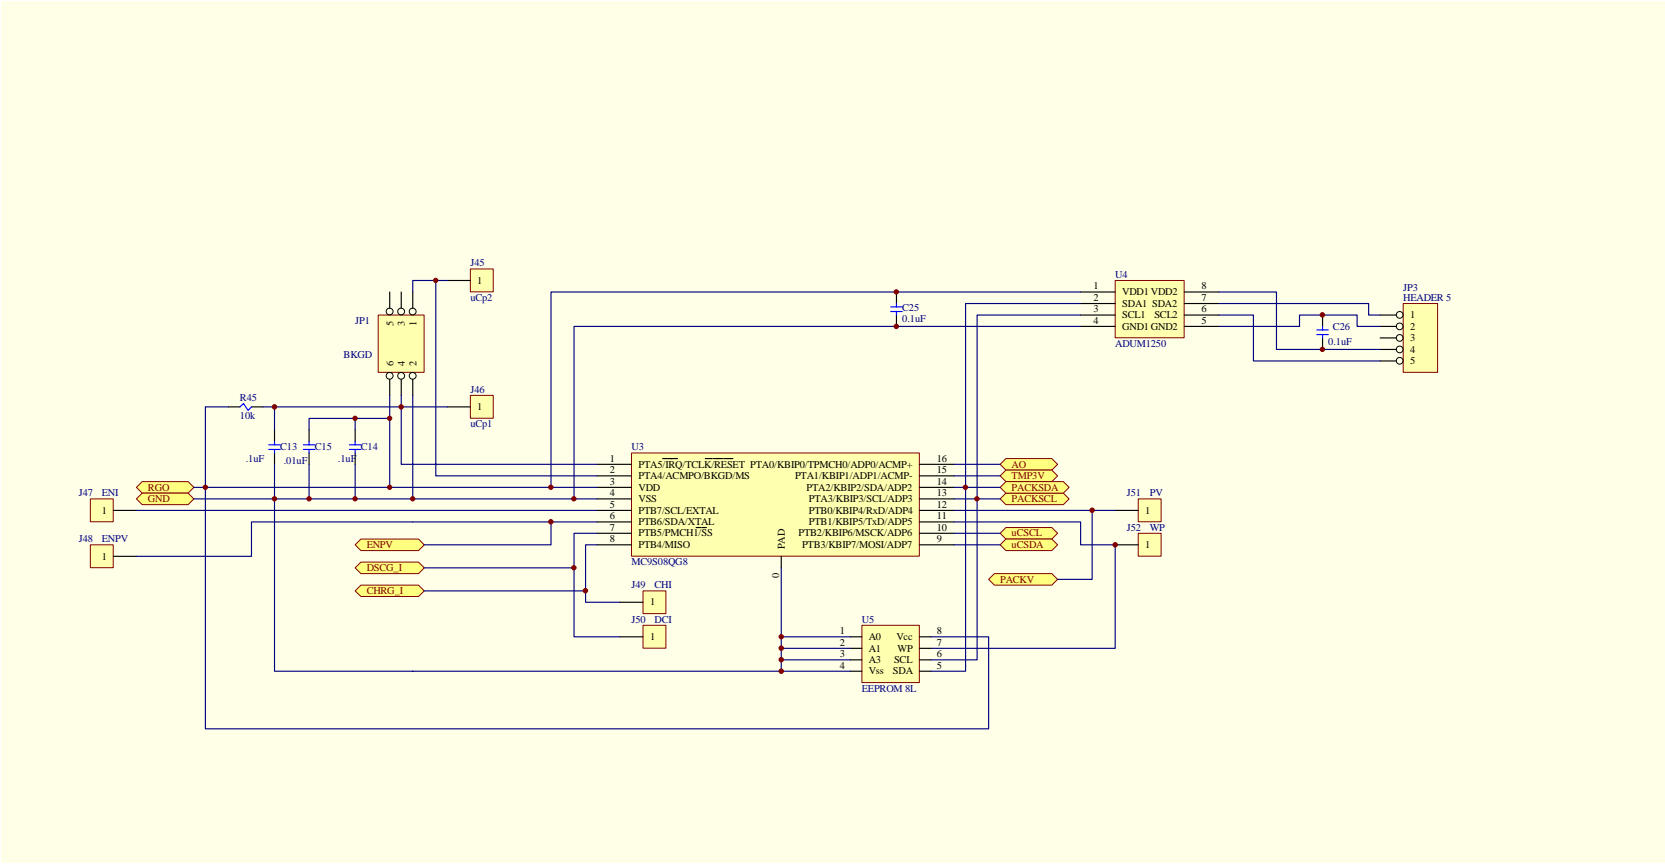 J45
1
uCp2
U4
1 VDD1 VDD2 8
2 SDA1 SDA2 7
3 SCL1 SCL2 6
4 GND1 GND2 5
ADUM1250
JP3
HEADER 5
1
2
3
4
5
C25
0.1uF
C26
0.1uF
JP1
5 3 1
BKGD
6 4 2
J46
1
uCp1
R45
10k
C13
.1uF
C15
.01uF
C14
.1uF
U3
1 PTA5/IRQ/TCLK/RESET PTA0/KBIP0/TPMCH0/ADP0/ACMP+ 16
2 PTA4/ACMPO/BKGD/MS PTA1/KBIP1/ADP1/ACMP- 15
3 VDD PTA2/KBIP2/SDA/ADP2 14
4 VSS PTA3/KBIP3/SCL/ADP3 13
5 PTB7/SCL/EXTAL PTB0/KBIP4/RxD/ADP4 12
6 PTB6/SDA/XTAL PTB1/KBIP5/TxD/ADP5 11
7 PTB5/PMCH1/SS PTB2/KBIP6/MSCK/ADP6 10
8 PTB4/MISO PTB3/KBIP7/MOSI/ADP7 9
PAD
0
MC9S08QG8
AO
TMP3V
PACKSDA
PACKSCL
uCSCL
uCSDA
PACKV
J51 PV
1
J52 WP
1
RGO
GND
J47 ENI
1
J48 ENPV
1
ENPV
DSCG_I
CHRG_I
J49 CHI
1
J50 DCI
1
U5
1 A0 Vcc 8
2 A1 WP 7
3 A3 SCL 6
4 Vss SDA 5
EEPROM 8L